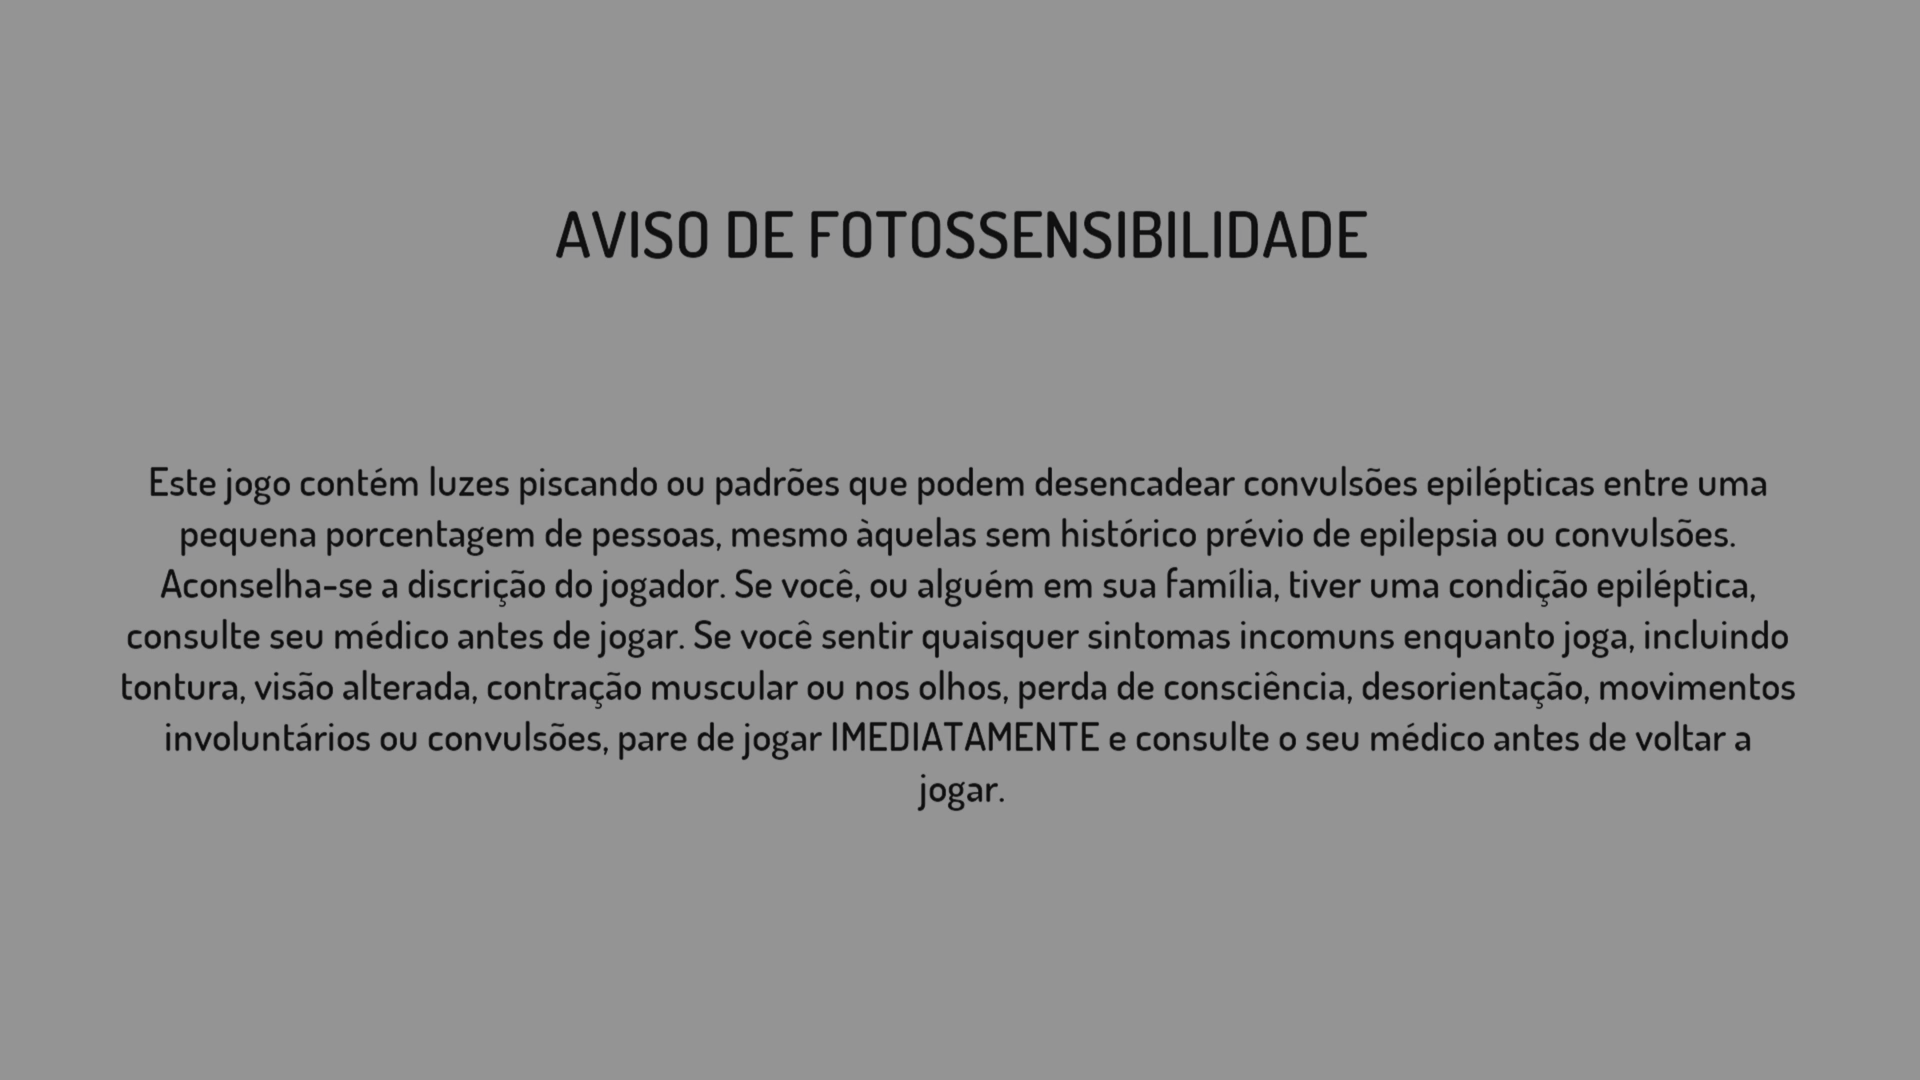 AVISO DE FOTOSSENSIBILIDADE
Este jogo contém luzes piscando ou padrões que podem desencadear convulsões epilépticas entre uma
pequena porcentagem de pessoas, mesmo àquelas sem histórico prévio de epilepsia ou convulsões.
Aconselha-se a discrição do jogador. Se você, ou alguém em sua família, tiver uma condição epiléptica,
consulte seu médico antes de jogar. Se você sentir quaisquer sintomas incomuns enquanto joga, incluindo
tontura, visão alterada, contração muscular ou nos olhos, perda de consciência, desorientação, movimentos
involuntários ou convulsões, pare de jogar IMEDIATAMENTE e consulte o seu médico antes de voltar a
jogar.